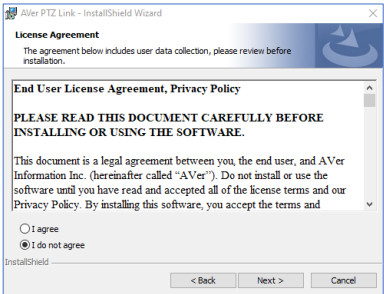 AVer PTZ Link - InstallShield Wizard
License Agreement
The agreement below includes user data collection, please review before
installation.
End User License Agreement, Privacy Policy
PLEASE READ THIS DOCUMENT CAREFULLY BEFORE
INSTALLING OR USING THE SOFTWARE.
This document is a legal agreement between you, the end user, and AVer
Information Inc. (hereinafter called “AVer”). Do not install or use the
software until you have read and accepted all of the license terms and our
Privacy Policy. By installing this software, you accept the terms and
I agree
I do not agree
InstallShield
< Back
Next >
Cancel